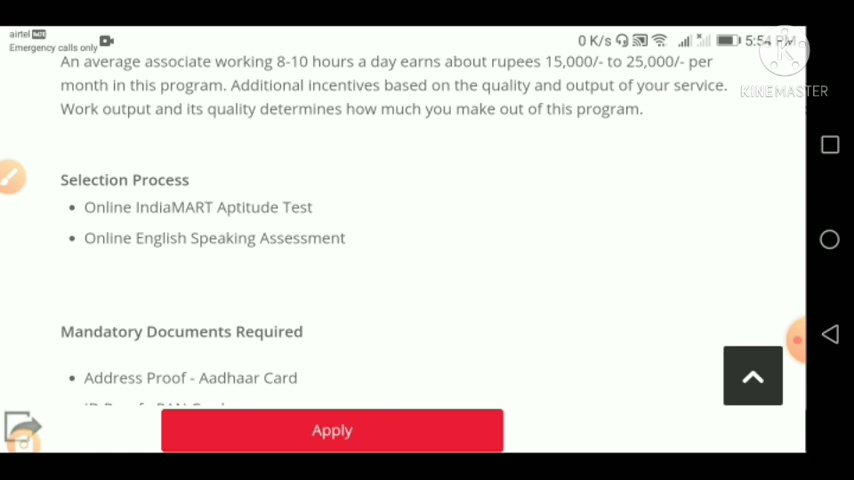 airtel VoLTE
Emergency calls only
0 K/s
5:54 PM
KINEMASTER
An average associate working 8-10 hours a day earns about rupees 15,000/- to 25,000/- per
month in this program. Additional incentives based on the quality and output of your service.
Work output and its quality determines how much you make out of this program.
Selection Process
• Online IndiaMART Aptitude Test
• Online English Speaking Assessment
Mandatory Documents Required
• Address Proof - Aadhaar Card
Apply